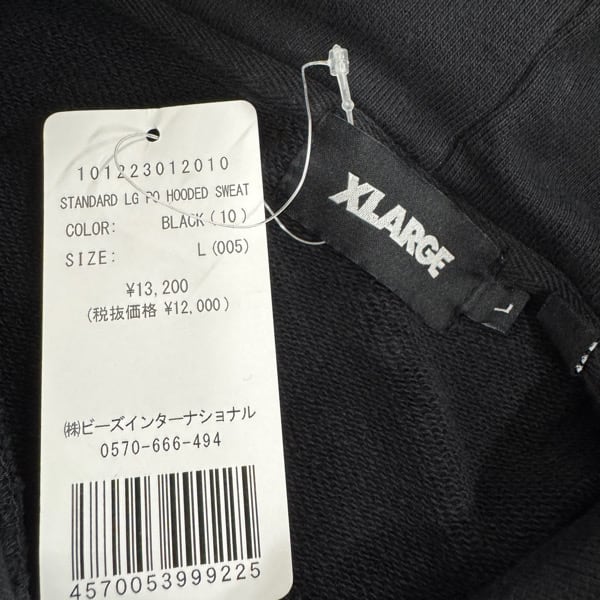 101223012010
STANDARD LG PO HOODED SWEAT
COLOR: BLACK(10)
SIZE: L(005)
¥13,200
(税抜価格 ¥12,000)
㈱ビーズインターナショナル
0570-666-494
4570053999225
XLARGE
L